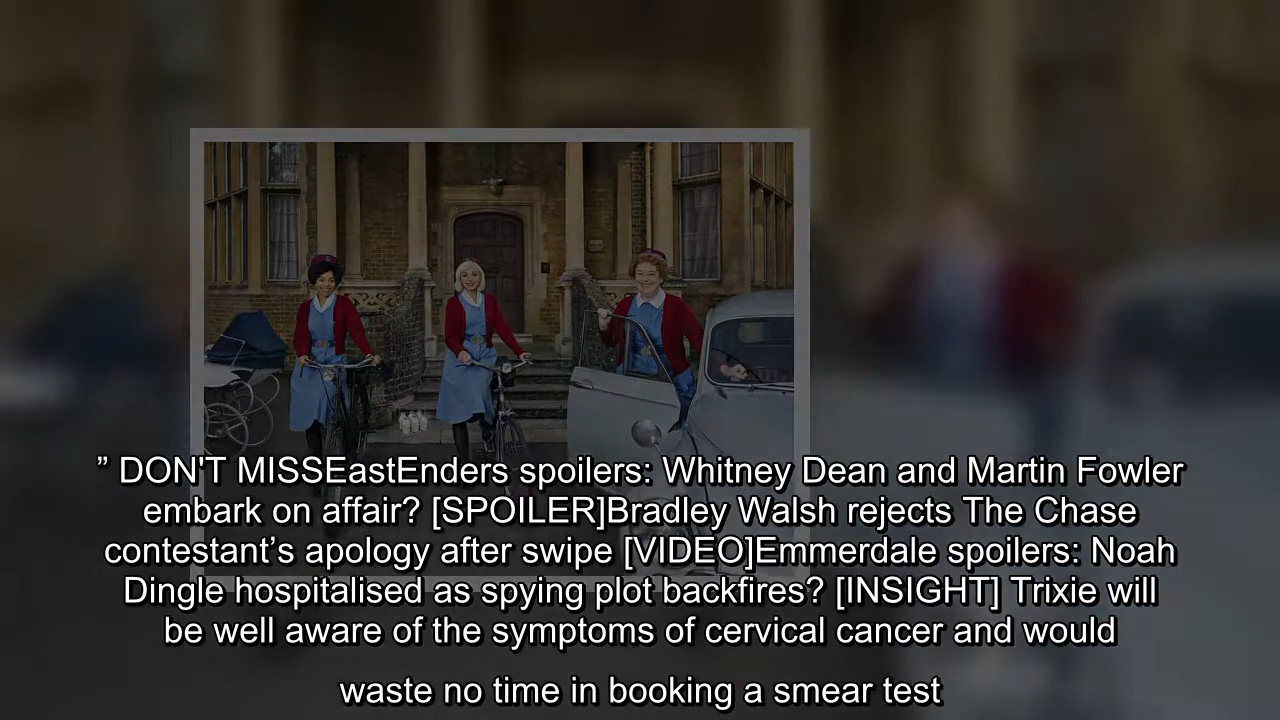 ” DON'T MISSEastEnders spoilers: Whitney Dean and Martin Fowler
embark on affair? [SPOILER]Bradley Walsh rejects The Chase
contestant’s apology after swipe [VIDEO]Emmerdale spoilers: Noah
Dingle hospitalised as spying plot backfires? [INSIGHT] Trixie will
be well aware of the symptoms of cervical cancer and would
waste no time in booking a smear test